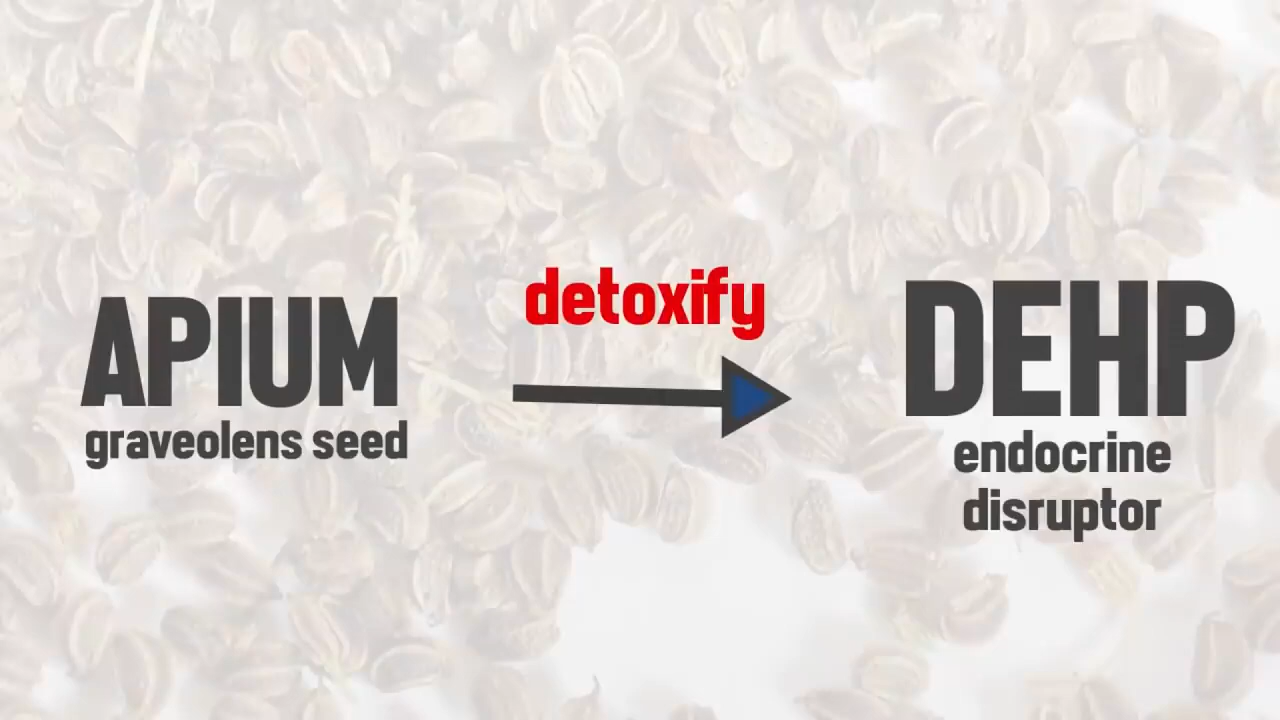 APIUM
graveolens seed
detoxify
DEHP
endocrine
disruptor